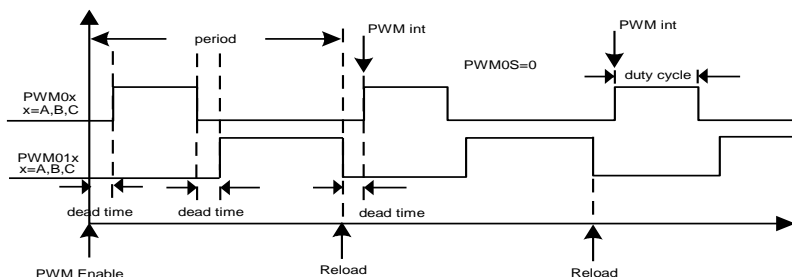 PWM int
PWM int
period
PWM0S=0
duty cycle
PWM0x
x=A,B,C
PWM01x
x=A,B,C
dead time
dead time
dead time
PWM Enable
Reload
Reload